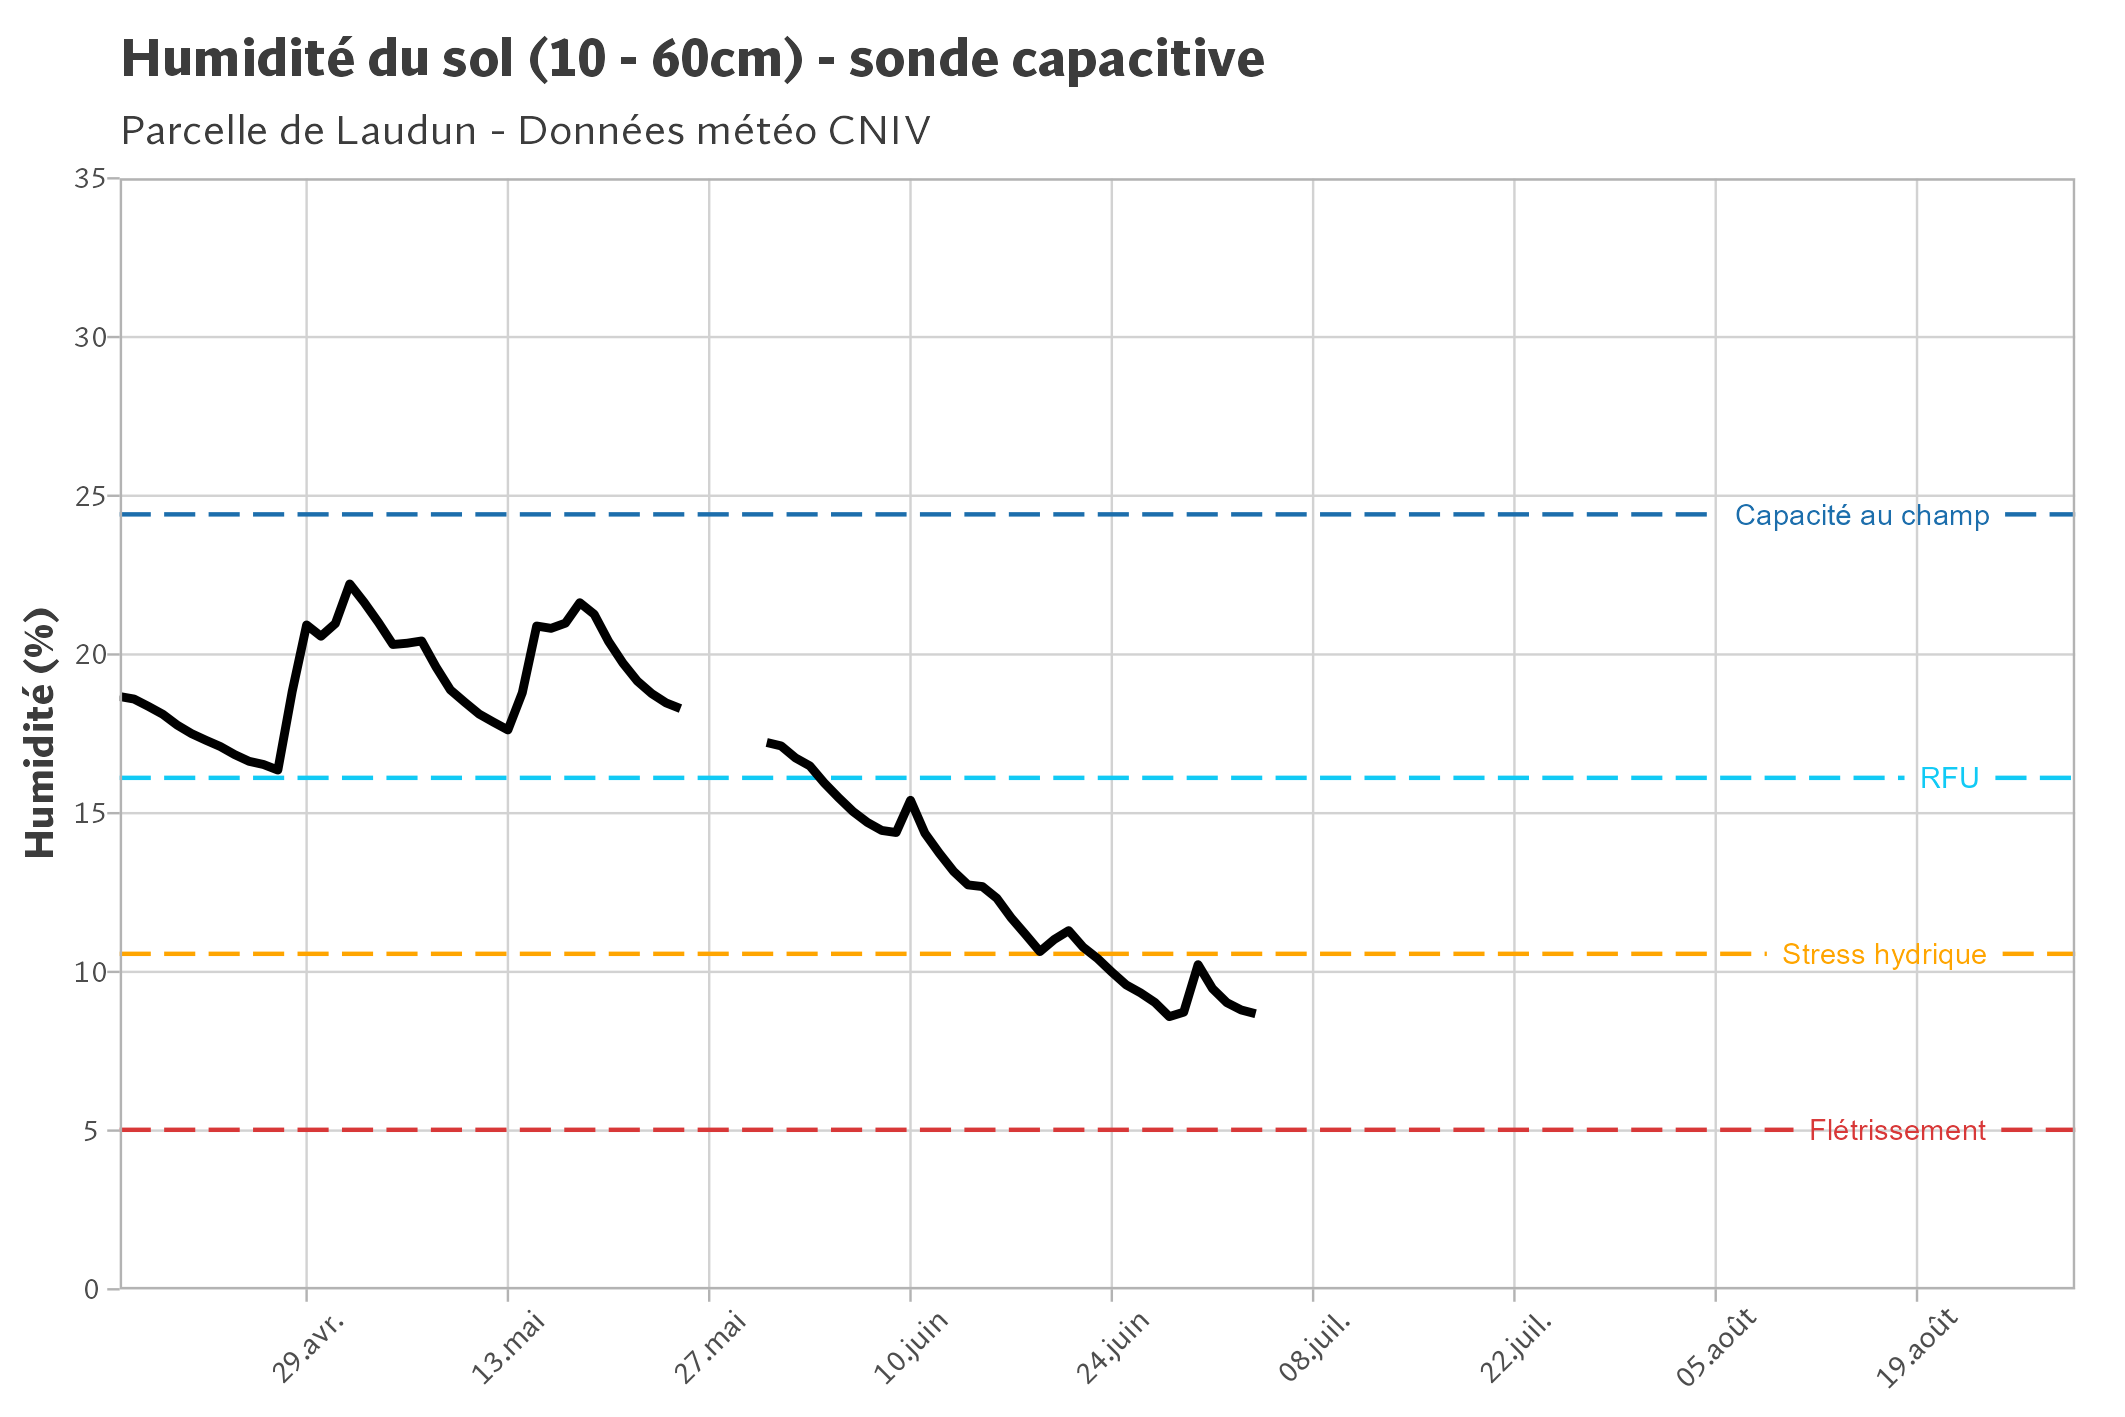 Humidité du sol (10 - 60cm) - sonde capacitive
Parcelle de Laudun - Données météo CNIV
Humidité (%)
35
30
25
20
15
10
5
0
Capacité au champ
RFU
Stress hydrique
Flétrissement
29.avr.
13.mai
27.mai
10.juin
24.juin
08.juil.
22.juil.
05.août
19.août